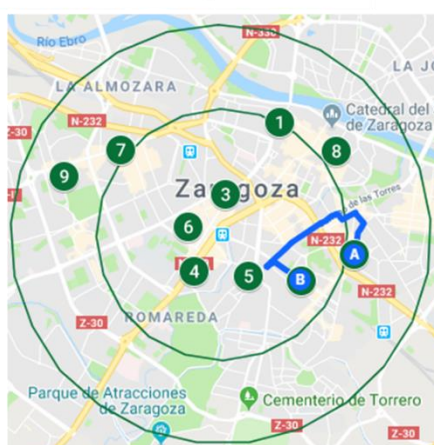 N-330
Río Ebro
LA JO
LA ALMOZARA
Catedral del
de Zaragoza
1
N-232
Z-30
7
8
9
Zaragoza
3
de las Torres
6
N-232
A
4
5
B
N-232
Z-30
ROMAREDA
Parque de Atracciones
de Zaragoza
Cementerio de Torrero
Z-30
Z-30